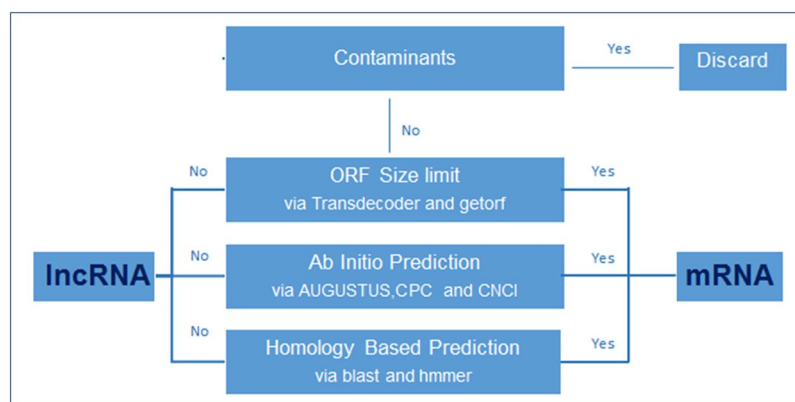 Contaminants
Yes
Discard
No
No
ORF Size limit
via Transdecoder and getorf
Yes
lncRNA
No
Ab Initio Prediction
via AUGUSTUS,CPC and CNCI
Yes
mRNA
No
Homology Based Prediction
via blast and hmmer
Yes